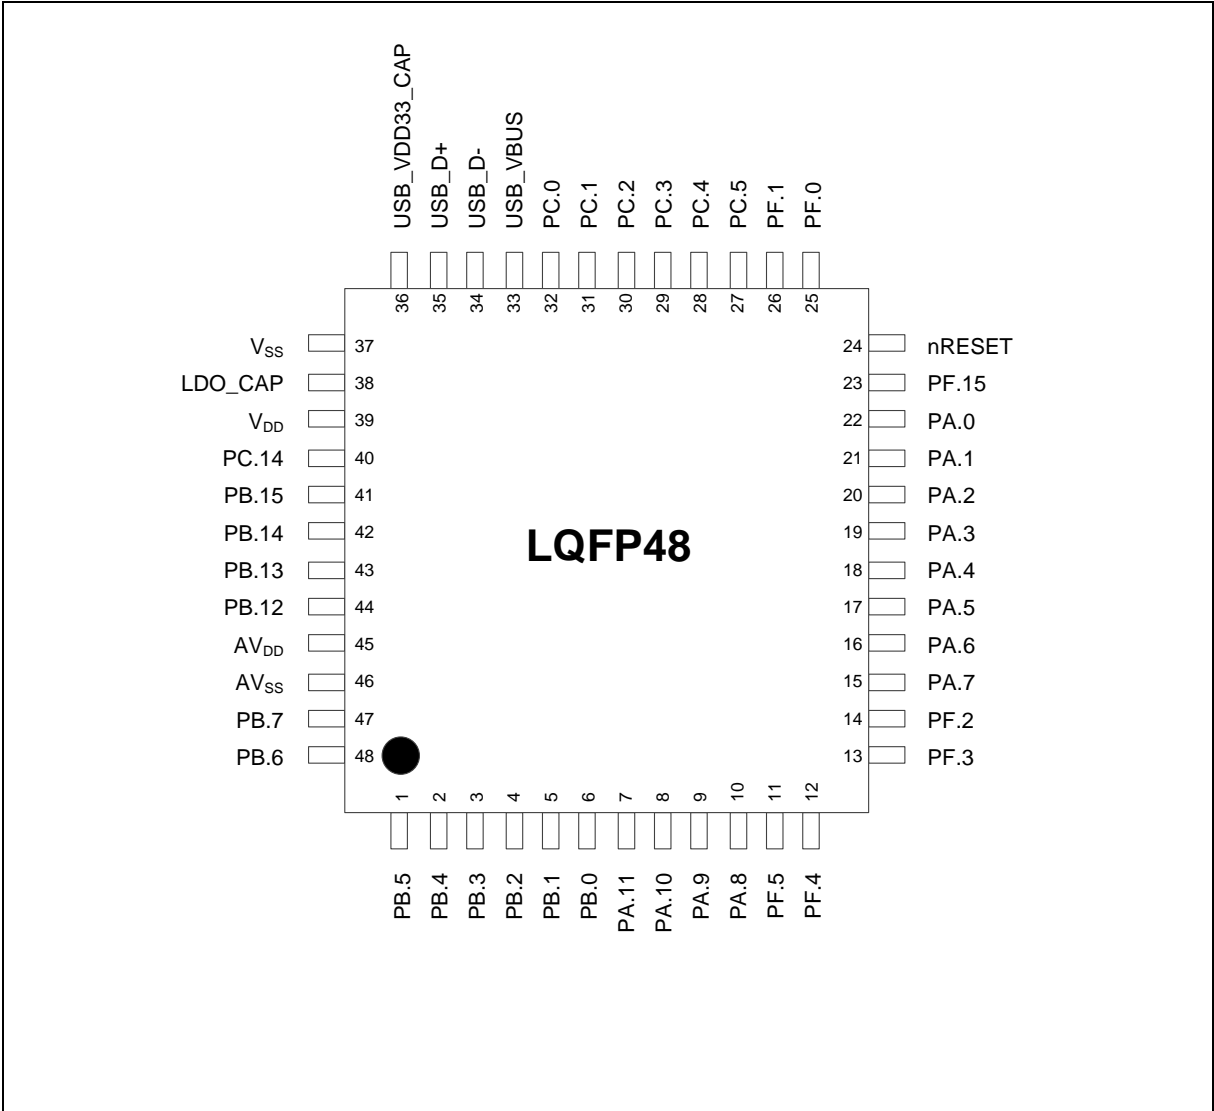 USB_VDD33_CAP
USB_D+
USB_D-
USB_VBUS
PC.0
PC.1
PC.2
PC.3
PC.4
PC.5
PF.1
PF.0
36
35
34
33
32
31
30
29
28
27
26
25
VSS 37
LDO_CAP 38
VDD 39
PC.14 40
PB.15 41
PB.14 42
PB.13 43
PB.12 44
AVDD 45
AVSS 46
PB.7 47
PB.6 48
LQFP48
24 nRESET
23 PF.15
22 PA.0
21 PA.1
20 PA.2
19 PA.3
18 PA.4
17 PA.5
16 PA.6
15 PA.7
14 PF.2
13 PF.3
1
2
3
4
5
6
7
8
9
10
11
12
PB.5
PB.4
PB.3
PB.2
PB.1
PB.0
PA.11
PA.10
PA.9
PA.8
PF.5
PF.4